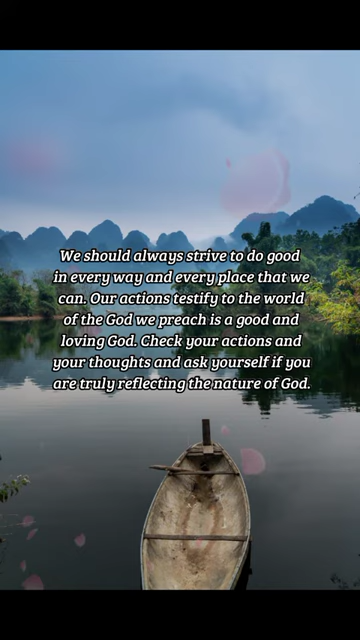 We should always strive to do good
in every way and every place that we
can. Our actions testify to the world
of the God we preach is a good and
loving God. Check your actions and
your thoughts and ask yourself if you
are truly reflecting the nature of God.